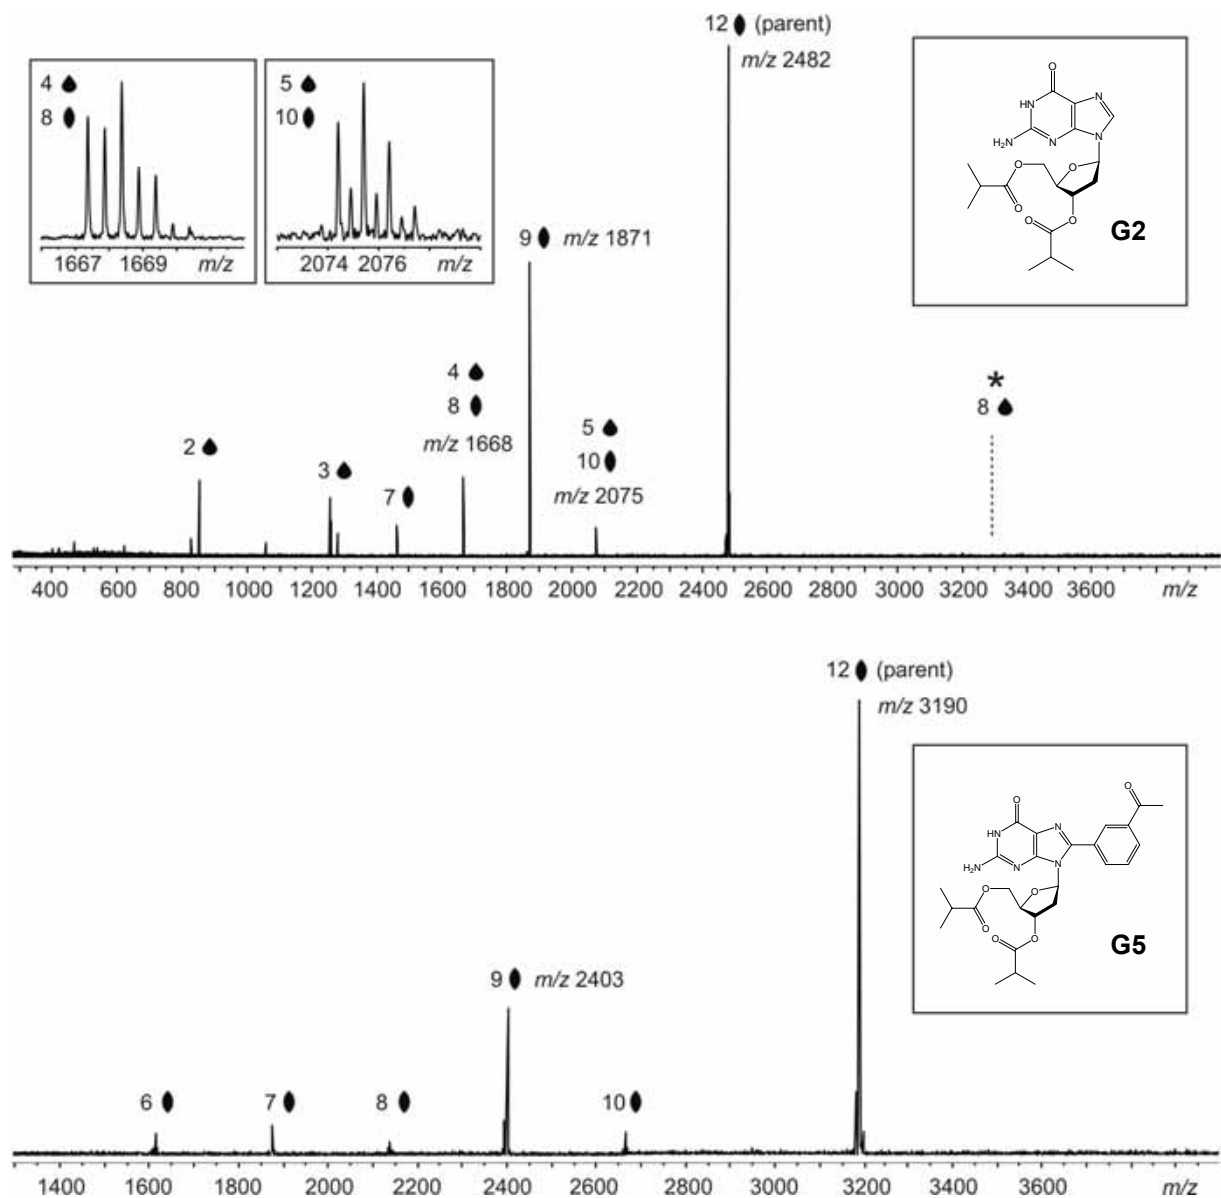 12 (parent)
m/z 2482
4
8
1667 1669 m/z
5
10
2074 2076 m/z
O
HN
N
H₂N
N
N
O
O
O
O
O
G2
9 m/z 1871
4
8
m/z 1668
5
10
m/z 2075
*
8
2
3
7
400 600 800 1000 1200 1400 1600 1800 2000 2200 2400 2600 2800 3000 3200 3400 3600 m/z
12 (parent)
m/z 3190
O
O
HN
N
H₂N
N
N
O
O
O
O
O
G5
9 m/z 2403
6
7
8
10
1400 1600 1800 2000 2200 2400 2600 2800 3000 3200 3400 3600 m/z